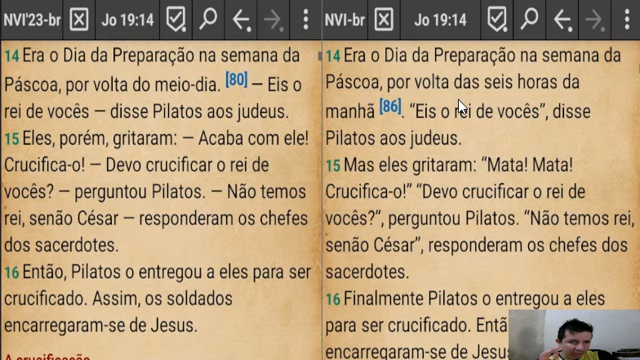 NVI'23-br Jo 19:14
14 Era o Dia da Preparação na semana da
Páscoa, por volta do meio-dia. [80] — Eis o
rei de vocês — disse Pilatos aos judeus.
15 Eles, porém, gritaram: — Acaba com ele!
Crucifica-o! — Devo crucificar o rei de
vocês? — perguntou Pilatos. — Não temos
rei, senão César — responderam os chefes
dos sacerdotes.
16 Então, Pilatos o entregou a eles para ser
crucificado. Assim, os soldados
encarregaram-se de Jesus.
A crucificação
NVI-br Jo 19:14
14 Era o Dia da Preparação na semana da
Páscoa, por volta das seis horas da
manhã [86]. “Eis o rei de vocês”, disse
Pilatos aos judeus.
15 Mas eles gritaram: “Mata! Mata!
Crucifica-o!” “Devo crucificar o rei de
vocês?”, perguntou Pilatos. “Não temos rei,
senão César”, responderam os chefes dos
sacerdotes.
16 Finalmente Pilatos o entregou a eles
para ser crucificado.
encarregaram-se de